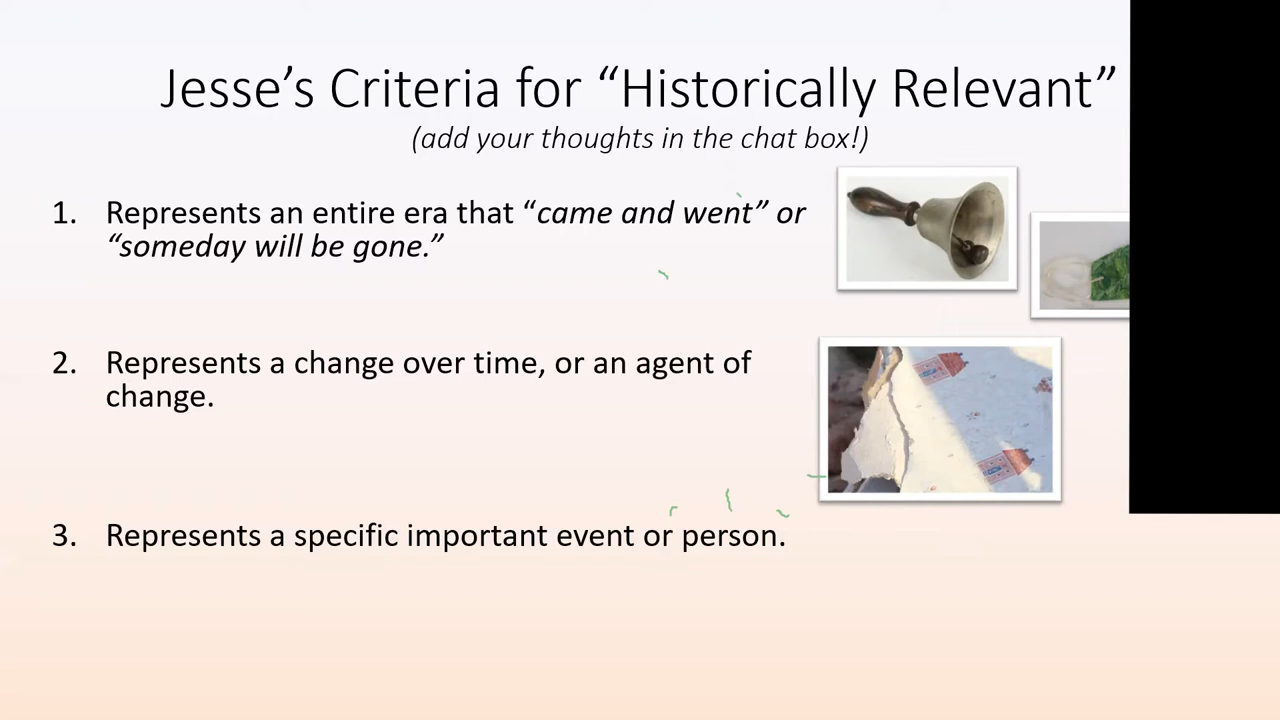 Jesse’s Criteria for “Historically Relevant”
(add your thoughts in the chat box!)
1. Represents an entire era that “came and went” or
“someday will be gone.”
2. Represents a change over time, or an agent of
change.
3. Represents a specific important event or person.